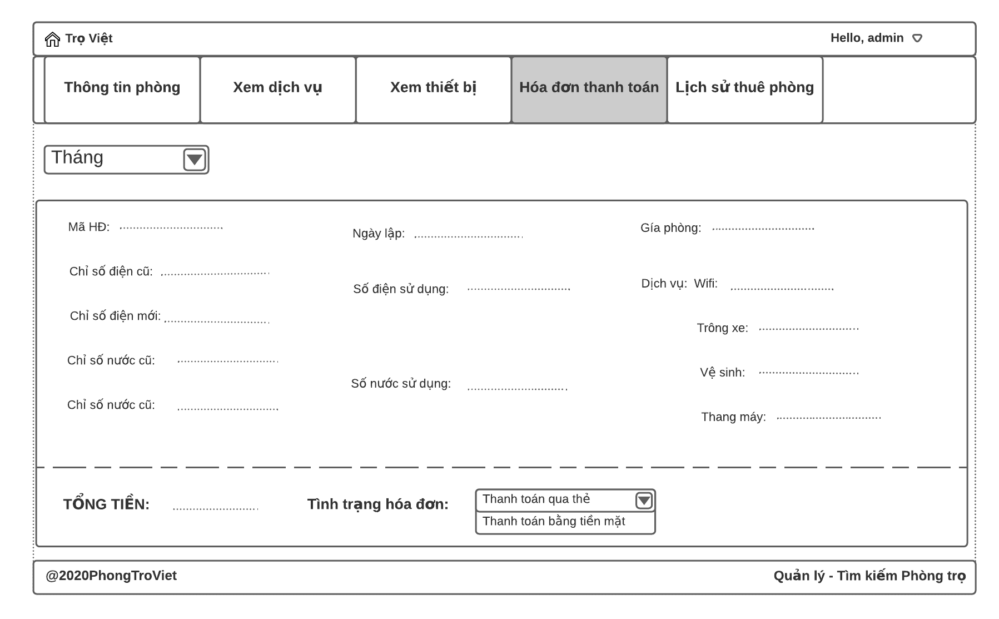 Trọ Việt
Hello, admin
Thông tin phòng
Xem dịch vụ
Xem thiết bị
Hóa đơn thanh toán
Lịch sử thuê phòng
Tháng
Mã HĐ:
Chỉ số điện cũ:
Chỉ số điện mới:
Chỉ số nước cũ:
Chỉ số nước cũ:
Ngày lập:
Số điện sử dụng:
Số nước sử dụng:
Gía phòng:
Dịch vụ: Wifi:
Trông xe:
Vệ sinh:
Thang máy:
TỔNG TIỀN:
Tình trạng hóa đơn:
Thanh toán qua thẻ
Thanh toán bằng tiền mặt
@2020PhongTroViet
Quản lý - Tìm kiếm Phòng trọ